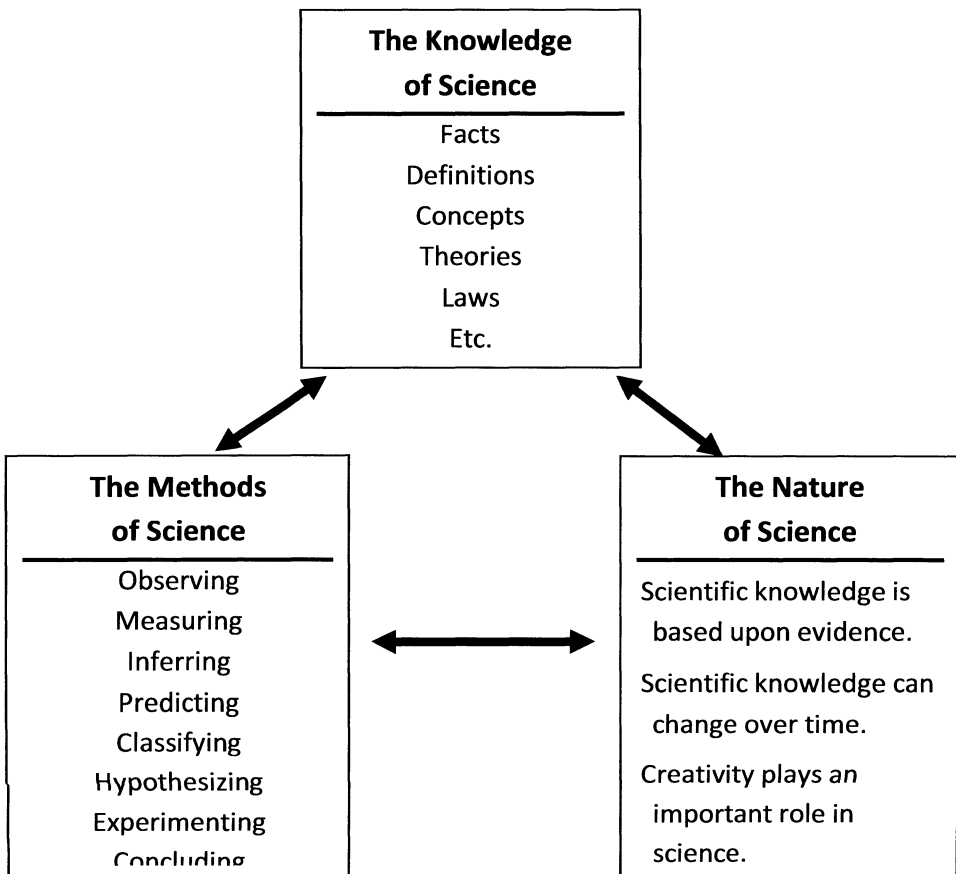 The Knowledge
of Science
Facts
Definitions
Concepts
Theories
Laws
Etc.
The Methods
of Science
Observing
Measuring
Inferring
Predicting
Classifying
Hypothesizing
Experimenting
Concluding
The Nature
of Science
Scientific knowledge is
based upon evidence.
Scientific knowledge can
change over time.
Creativity plays an
important role in
science.